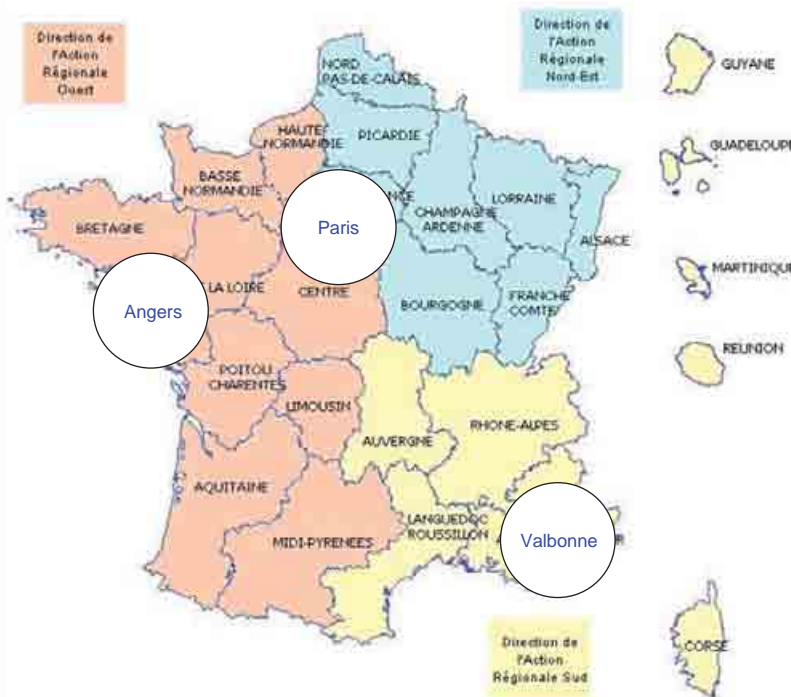 Direction de
l'Action
Régionale
Ouest
Direction de
l'Action
Régionale
Nord-Est
NORD
PAS-DE-CALAIS
GUYANE
HAUTE
NORMANDIE
PICARDIE
GUADELOUPE
BASSE
NORMANDIE
Paris
CHAMPAGNE
ARDENNE
LORRAINE
ALSACE
BRETAGNE
MARTINIQUE
Angers
LA LOIRE
CENTRE
BOURGOGNE
FRANCHE
COMTE
POITOU
CHARENTES
REUNION
LIMOUSIN
AUVERGNE
RHONE-ALPES
AQUITAINE
MIDI-PYRENEES
LANGUEDOC
ROUSSILLON
Valbonne
Direction de
l'Action
Régionale Sud
CORSE